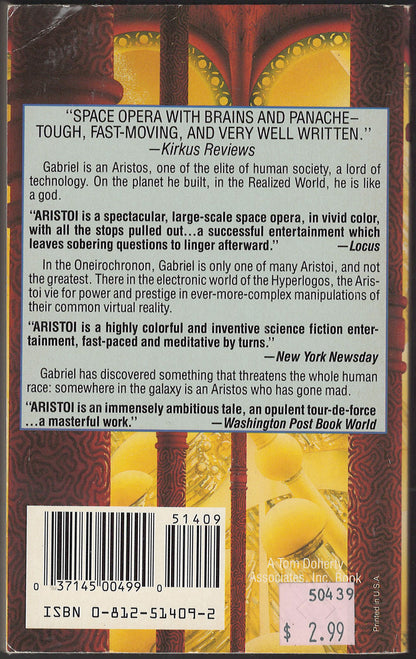 "SPACE OPERA WITH BRAINS AND PANACHE–
TOUGH, FAST-MOVING, AND VERY WELL WRITTEN."
—Kirkus Reviews
Gabriel is an Aristos, one of the elite of human society, a lord of
technology. On the planet he built, in the Realized World, he is like
a god.
"ARISTOI is a spectacular, large-scale space opera, in vivid color,
with all the stops pulled out...a successful entertainment which
leaves sobering questions to linger afterward." —Locus
In the Oneirochronon, Gabriel is only one of many Aristoi, and not
the greatest. There in the electronic world of the Hyperlogos, the Aris-
toi vie for power and prestige in ever-more-complex manipulations of
their common virtual reality.
"ARISTOI is a highly colorful and inventive science fiction enter-
tainment, fast-paced and meditative by turns."
—New York Newsday
Gabriel has discovered something that threatens the whole human
race: somewhere in the galaxy is an Aristos who has gone mad.
"ARISTOI is an immensely ambitious tale, an opulent tour-de-force
...a masterful work." —Washington Post Book World
51409
0 37145 00499 0
ISBN 0-812-51409-2
A Tom Doherty
Associates, Inc. Book
50439
$ 2.99
Printed in U.S.A.